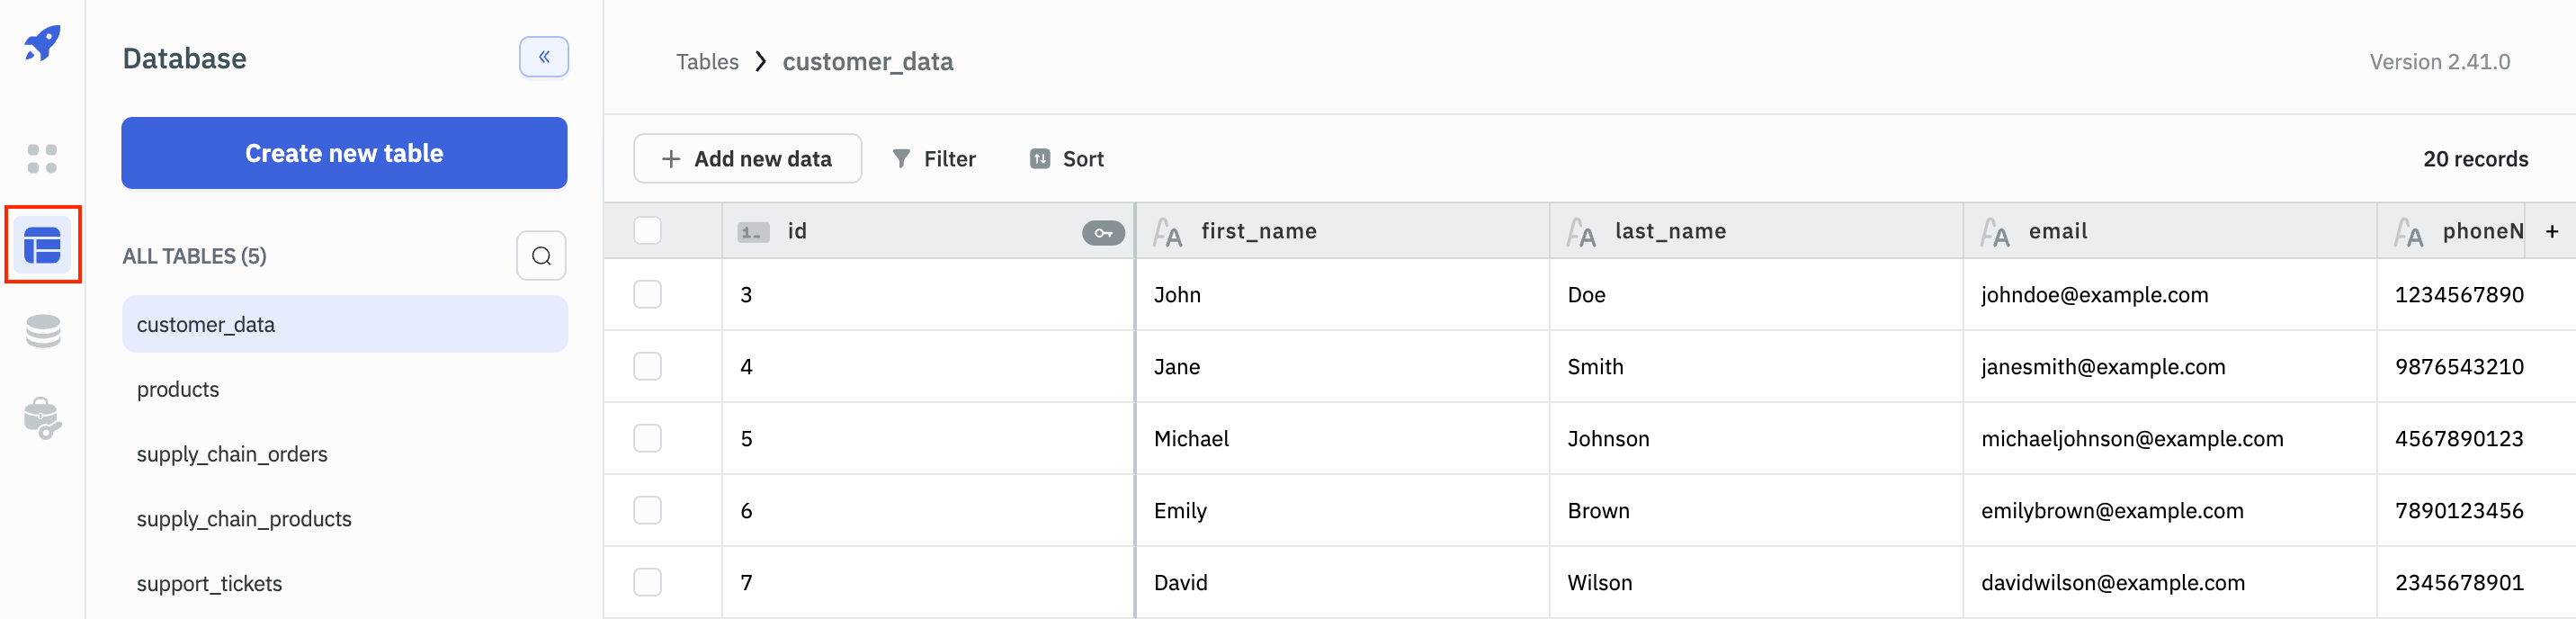 Database
«
Create new table
ALL TABLES (5)
customer_data
products
supply_chain_orders
supply_chain_products
support_tickets
Tables > customer_data
Version 2.41.0
+ Add new data Filter Sort 20 records
id first_name last_name email phoneN +
3 John Doe johndoe@example.com 1234567890
4 Jane Smith janesmith@example.com 9876543210
5 Michael Johnson michaeljohnson@example.com 4567890123
6 Emily Brown emilybrown@example.com 7890123456
7 David Wilson davidwilson@example.com 2345678901